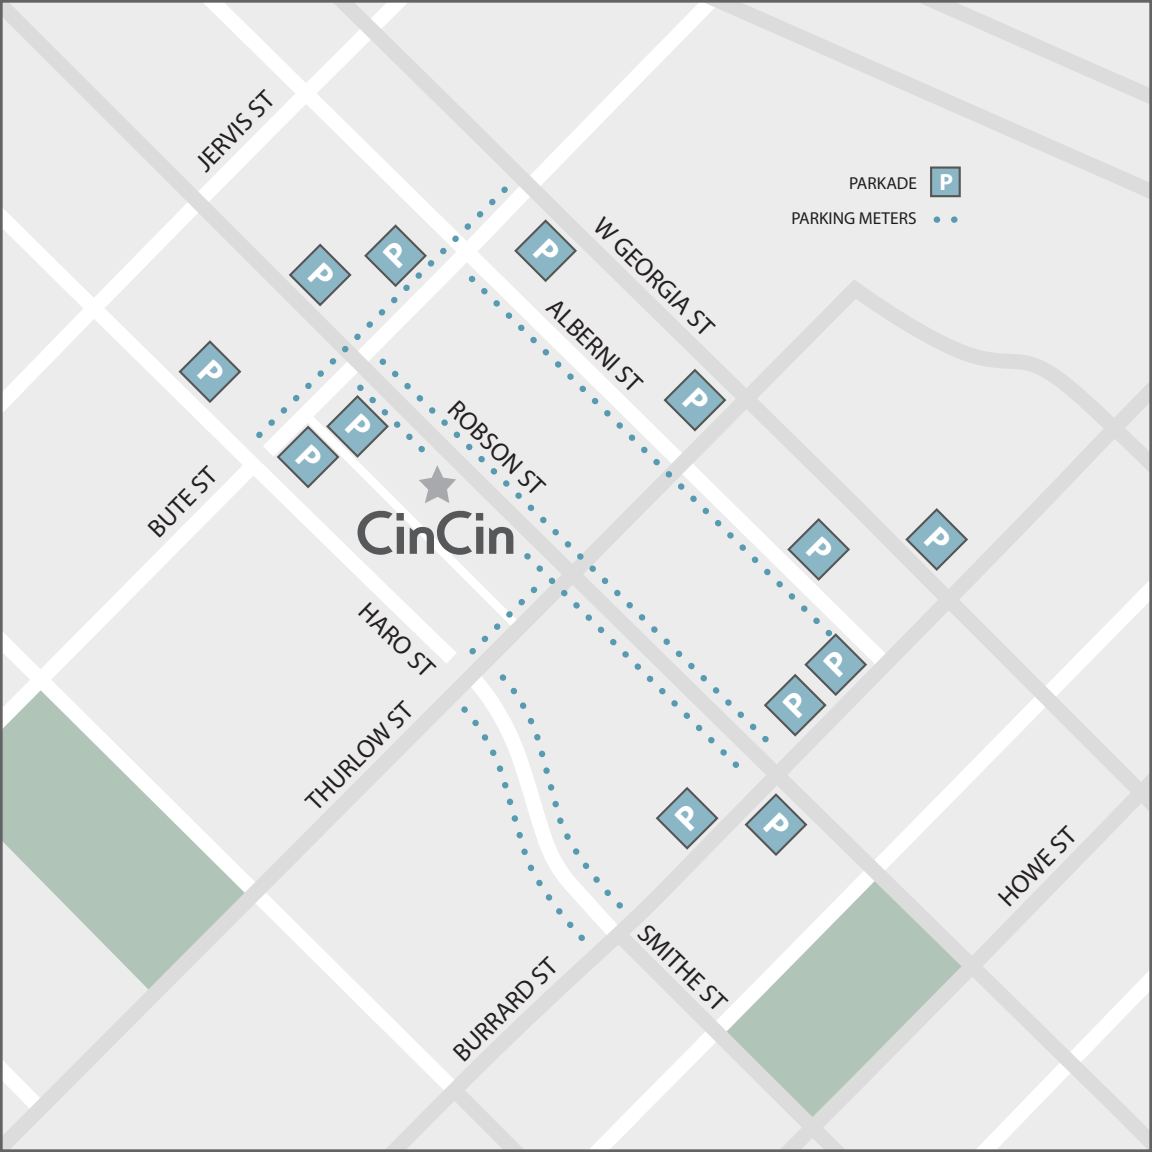 JERVIS ST
PARKADE P
PARKING METERS
W GEORGIA ST
P
P
P
ALBERNI ST
P
P
ROBSON ST
P
P
BUTE ST
CinCin
P
P
HARO ST
P
P
THURLOW ST
P
P
HOWE ST
SMITHE ST
BURRARD ST